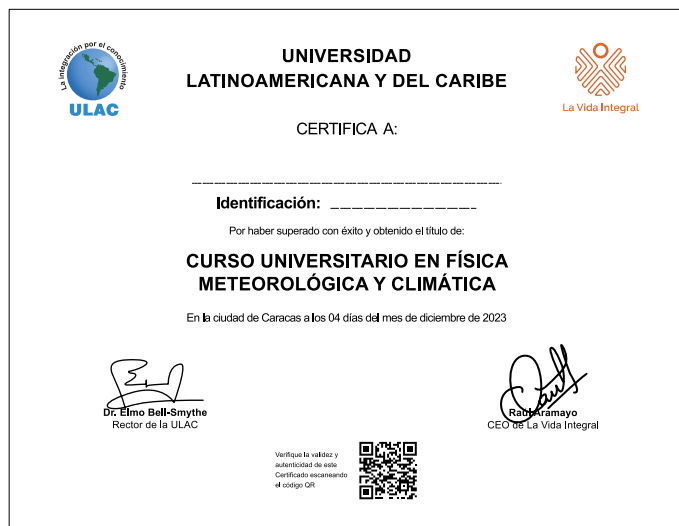 La integración por el conocimiento
ULAC
UNIVERSIDAD
LATINOAMERICANA Y DEL CARIBE
La Vida Integral
CERTIFICA A:
Identificación:
Por haber superado con éxito y obtenido el título de:
CURSO UNIVERSITARIO EN FÍSICA
METEOROLÓGICA Y CLIMÁTICA
En la ciudad de Caracas a los 04 días del mes de diciembre de 2023
Dr. Elmo Bell-Smythe
Rector de la ULAC
Raúl Aramayo
CEO de La Vida Integral
Verifique la validez y
autenticidad de este
Certificado escaneando
el código QR